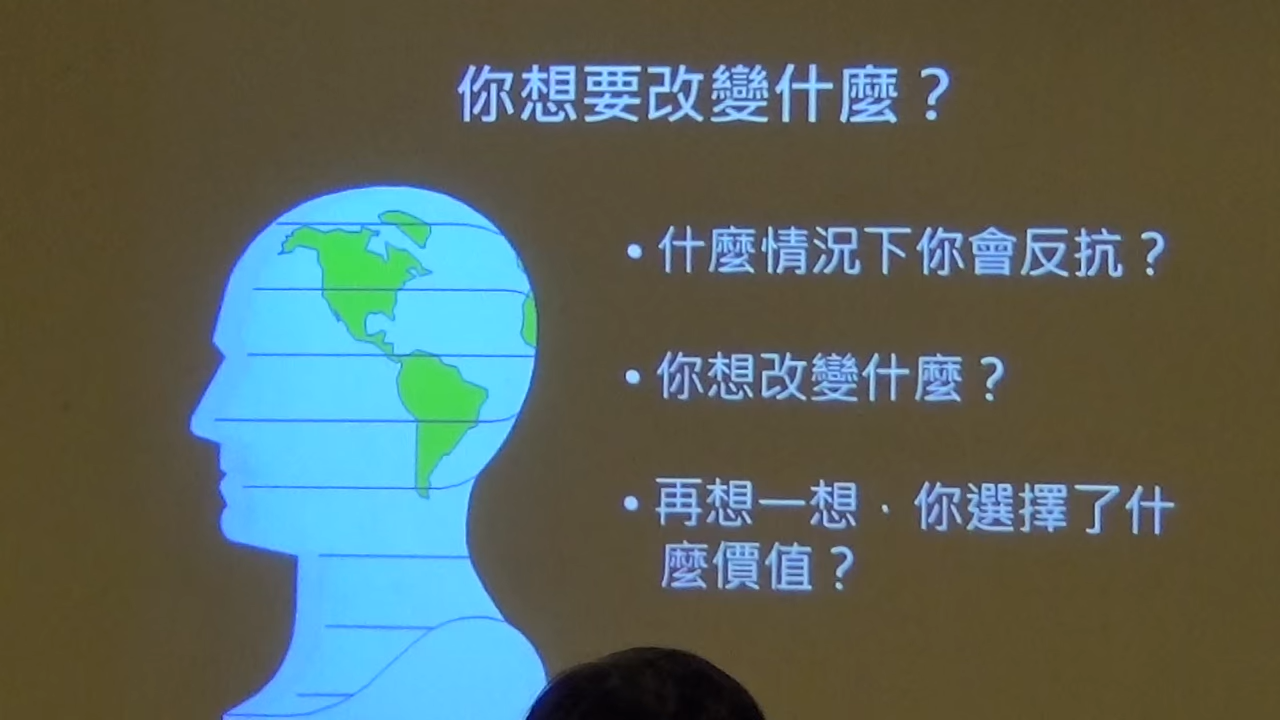 你想要改變什麼？
• 什麼情況下你會反抗？
• 你想改變什麼？
• 再想一想，你選擇了什
麼價值？